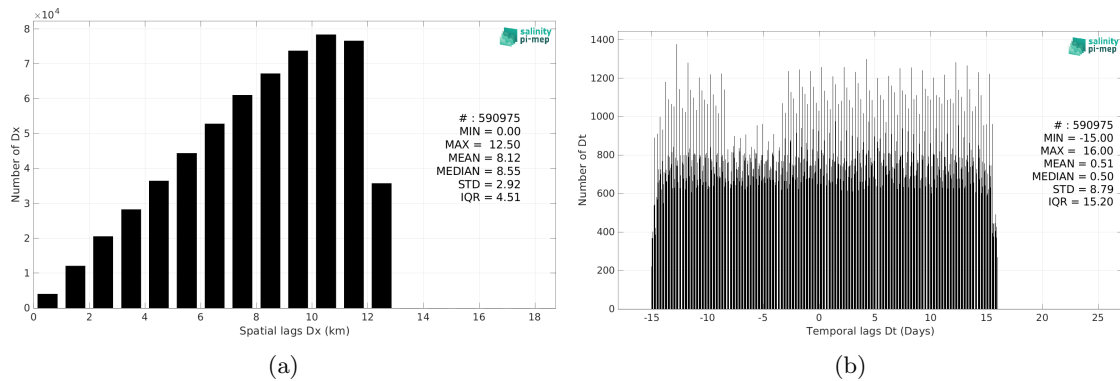 ×10⁴
8
7
6
5
4
3
2
1
0
0 2 4 6 8 10 12 14 16 18
Number of Dx
Spatial lags Dx (km)
salinity
pi-mep
# : 590975
MIN = 0.00
MAX = 12.50
MEAN = 8.12
MEDIAN = 8.55
STD = 2.92
IQR = 4.51
(a)
1400
1200
1000
800
600
400
200
0
-15 -10 -5 0 5 10 15 20 25
Number of Dt
Temporal lags Dt (Days)
salinity
pi-mep
# : 590975
MIN = -15.00
MAX = 16.00
MEAN = 0.51
MEDIAN = 0.50
STD = 8.79
IQR = 15.20
(b)